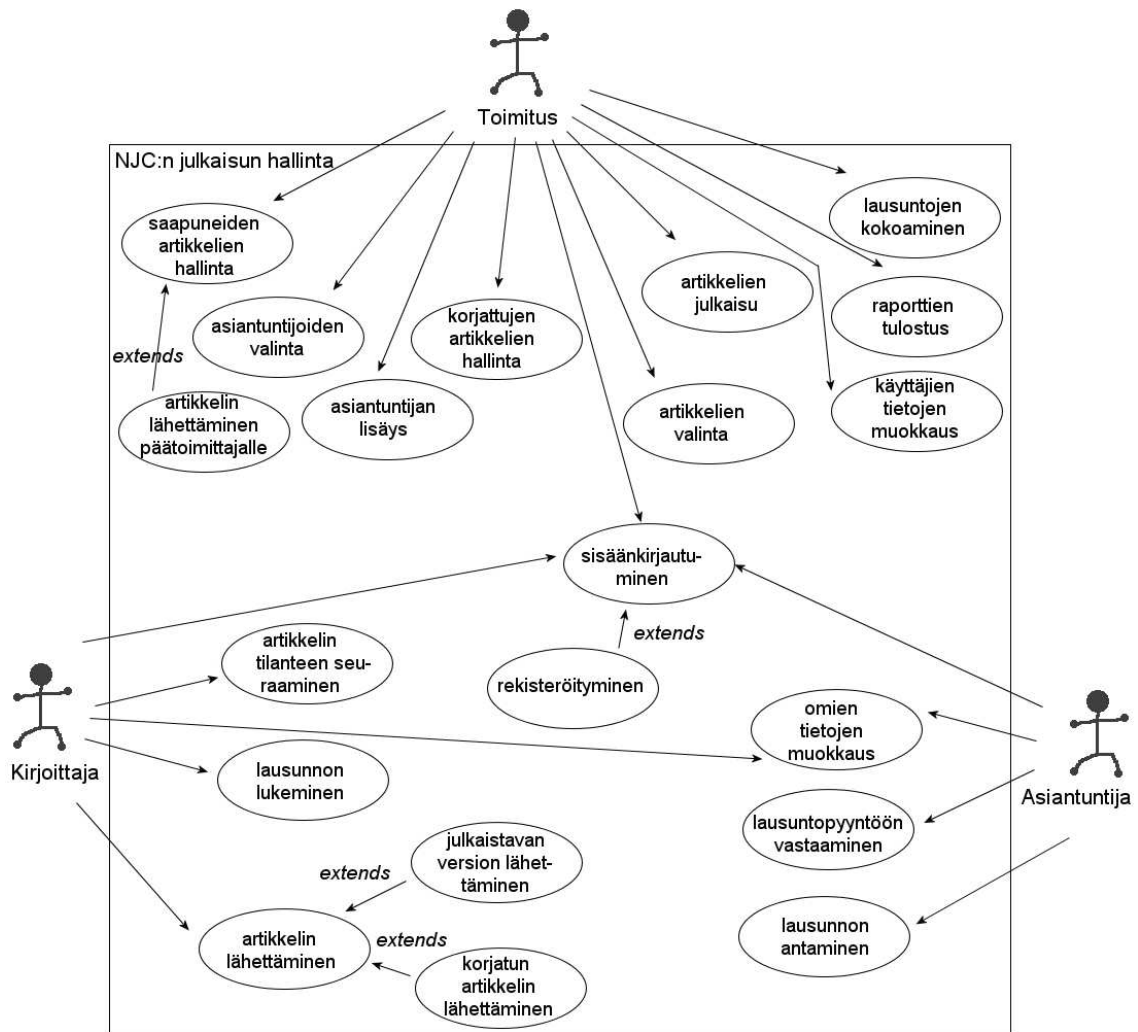 Toimitus
NJC:n julkaisun hallinta
saapuneiden
artikkelien
hallinta
lausuntojen
kokoaminen
artikkelien
julkaisu
raporttien
tulostus
asiantuntijoiden
valinta
korjattujen
artikkelien
hallinta
extends
artikkelin
lähettäminen
päätoimittajalle
asiantuntijan
lisäys
artikkelien
valinta
käyttäjien
tietojen
muokkaus
sisäänkirjautu-
minen
extends
artikkelin
tilanteen seu-
raaminen
rekisteröityminen
omien
tietojen
muokkaus
Kirjoittaja
lausunnon
lukeminen
Asiantuntija
lausuntopyyntöön
vastaaminen
julkaistavan
version lähet-
täminen
extends
artikkelin
lähettäminen
extends
lausunnon
antaminen
korjatun
artikkelin
lähettäminen